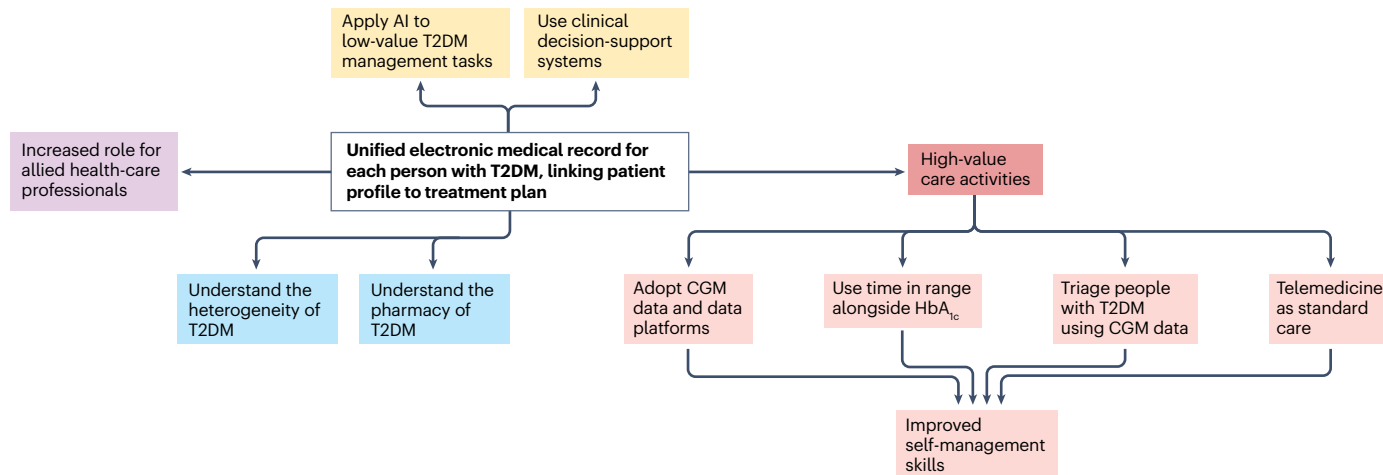 Apply AI to
low-value T2DM
management tasks
Use clinical
decision-support
systems
Increased role for
allied health-care
professionals
Unified electronic medical record for
each person with T2DM, linking patient
profile to treatment plan
High-value
care activities
Understand the
heterogeneity of
T2DM
Understand the
pharmacy of
T2DM
Adopt CGM
data and data
platforms
Use time in range
alongside HbA1c
Triage people
with T2DM
using CGM data
Telemedicine
as standard
care
Improved
self-management
skills